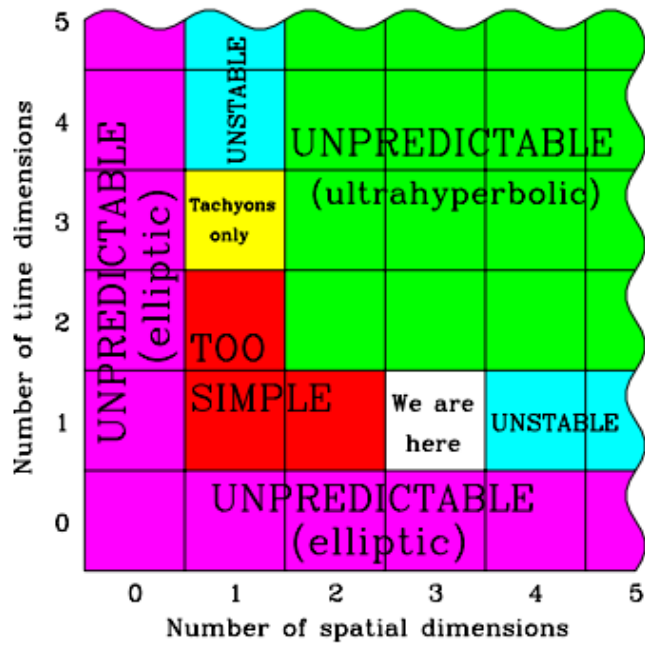 5
4
3
2
1
0
Number of time dimensions
UNPREDICTABLE
(elliptic)
UNSTABLE
UNPREDICTABLE
(ultrahyperbolic)
Tachyons
only
TOO
SIMPLE
We are
here
UNSTABLE
UNPREDICTABLE
(elliptic)
0 1 2 3 4 5
Number of spatial dimensions